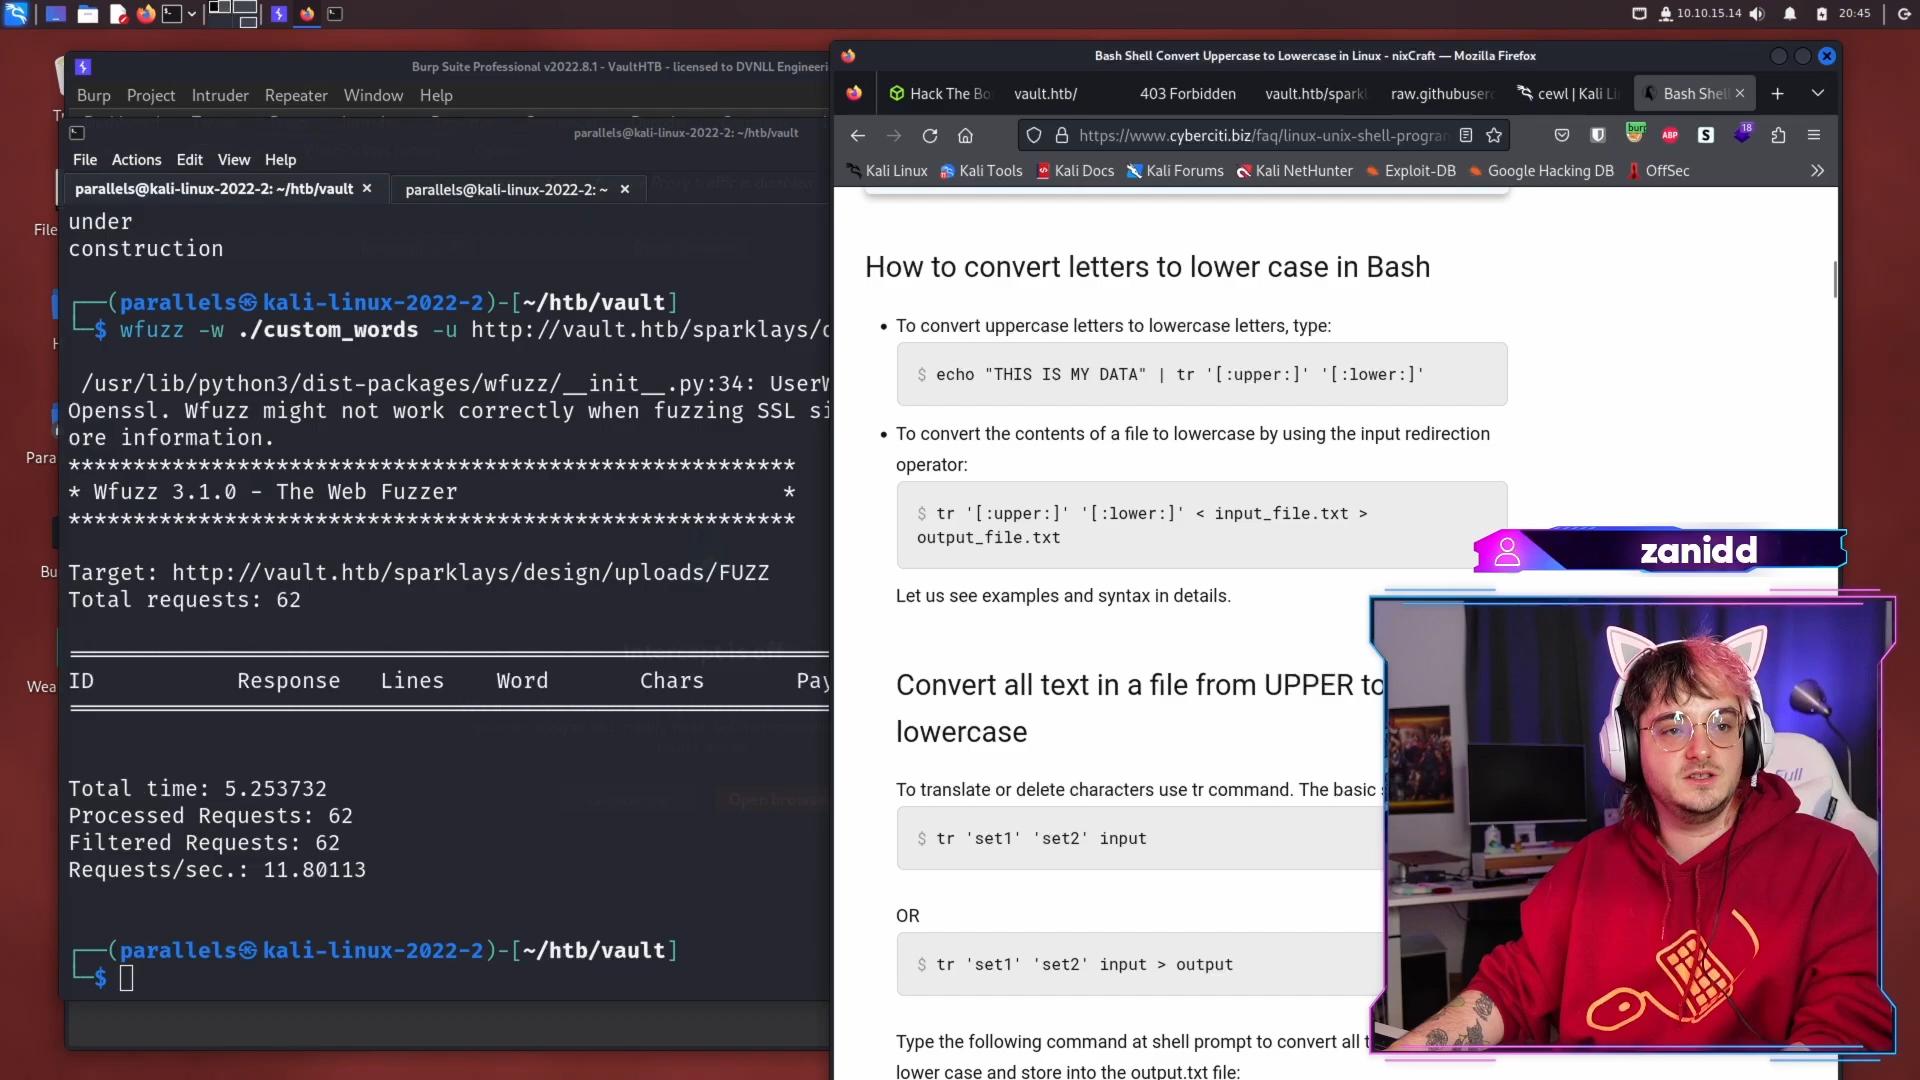 10.10.15.14
20:45
Burp Suite Professional v2022.8.1 - VaultHTB - licensed to DVNLL Engineeri
Burp Project Intruder Repeater Window Help
parallels@kali-linux-2022-2: ~/htb/vault
File Actions Edit View Help
parallels@kali-linux-2022-2: ~/htb/vault ×
parallels@kali-linux-2022-2: ~ ×
under
construction
┌──(parallels㉿kali-linux-2022-2)-[~/htb/vault]
└─$ wfuzz -w ./custom_words -u http://vault.htb/sparklays/d
/usr/lib/python3/dist-packages/wfuzz/__init__.py:34: UserW
Openssl. Wfuzz might not work correctly when fuzzing SSL si
ore information.
********************************************************
* Wfuzz 3.1.0 - The Web Fuzzer *
********************************************************
Target: http://vault.htb/sparklays/design/uploads/FUZZ
Total requests: 62
ID Response Lines Word Chars Pay
Total time: 5.253732
Processed Requests: 62
Filtered Requests: 62
Requests/sec.: 11.80113
┌──(parallels㉿kali-linux-2022-2)-[~/htb/vault]
└─$
File
Para
Bu
Wea
Bash Shell Convert Uppercase to Lowercase in Linux - nixCraft — Mozilla Firefox
Hack The Bo
vault.htb/
403 Forbidden
vault.htb/spark
raw.githubuserc
cewl | Kali Li
Bash Shell
https://www.cyberciti.biz/faq/linux-unix-shell-progra
burp
ABP
S
18
Kali Linux Kali Tools Kali Docs Kali Forums Kali NetHunter Exploit-DB Google Hacking DB OffSec
How to convert letters to lower case in Bash
To convert uppercase letters to lowercase letters, type:
$ echo "THIS IS MY DATA" | tr '[:upper:]' '[:lower:]'
To convert the contents of a file to lowercase by using the input redirection
operator:
$ tr '[:upper:]' '[:lower:]' < input_file.txt >
output_file.txt
Let us see examples and syntax in details.
Convert all text in a file from UPPER to
lowercase
To translate or delete characters use tr command. The basic s
$ tr 'set1' 'set2' input
OR
$ tr 'set1' 'set2' input > output
Type the following command at shell prompt to convert all t
lower case and store into the output.txt file:
zanidd